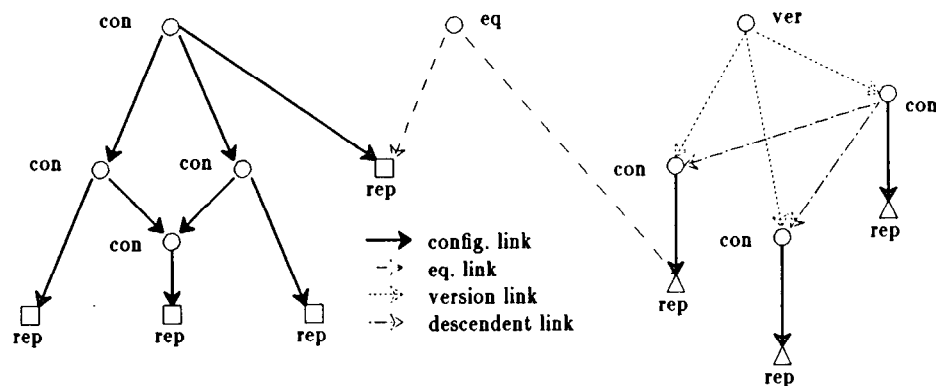 con
eq
ver
con
con
con
rep
con
config. link
con
con
rep
eq. link
rep
version link
rep
rep
rep
descendent link
rep